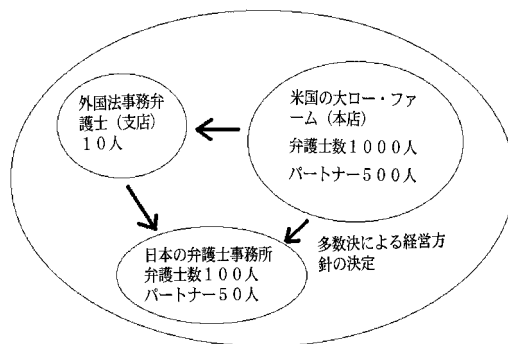 外国法事務弁
護士（支店）
１０人
米国の大ロー・ファ
ーム（本店）
弁護士数１０００人
パートナー５００人
日本の弁護士事務所
弁護士数１００人
パートナー５０人
多数決による経営方
針の決定